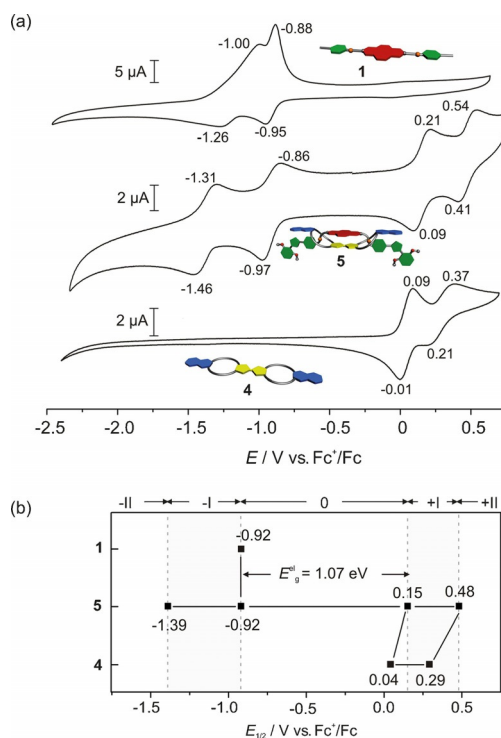 (a)
-1.00
-0.88
1
5 µA
-1.26
-0.95
0.21
0.54
-1.31
-0.86
2 µA
0.09
0.41
5
-1.46
-0.97
0.09
0.37
2 µA
4
0.21
-0.01
-2.5 -2.0 -1.5 -1.0 -0.5 0 0.5
E / V vs. Fc⁺/Fc
(b)
-II -I 0 +I +II
1
-0.92
E_g^el = 1.07 eV
5
-1.39
-0.92
0.15
0.48
4
0.04
0.29
-1.5 -1.0 -0.5 0.0 0.5
E_1/2 / V vs. Fc⁺/Fc